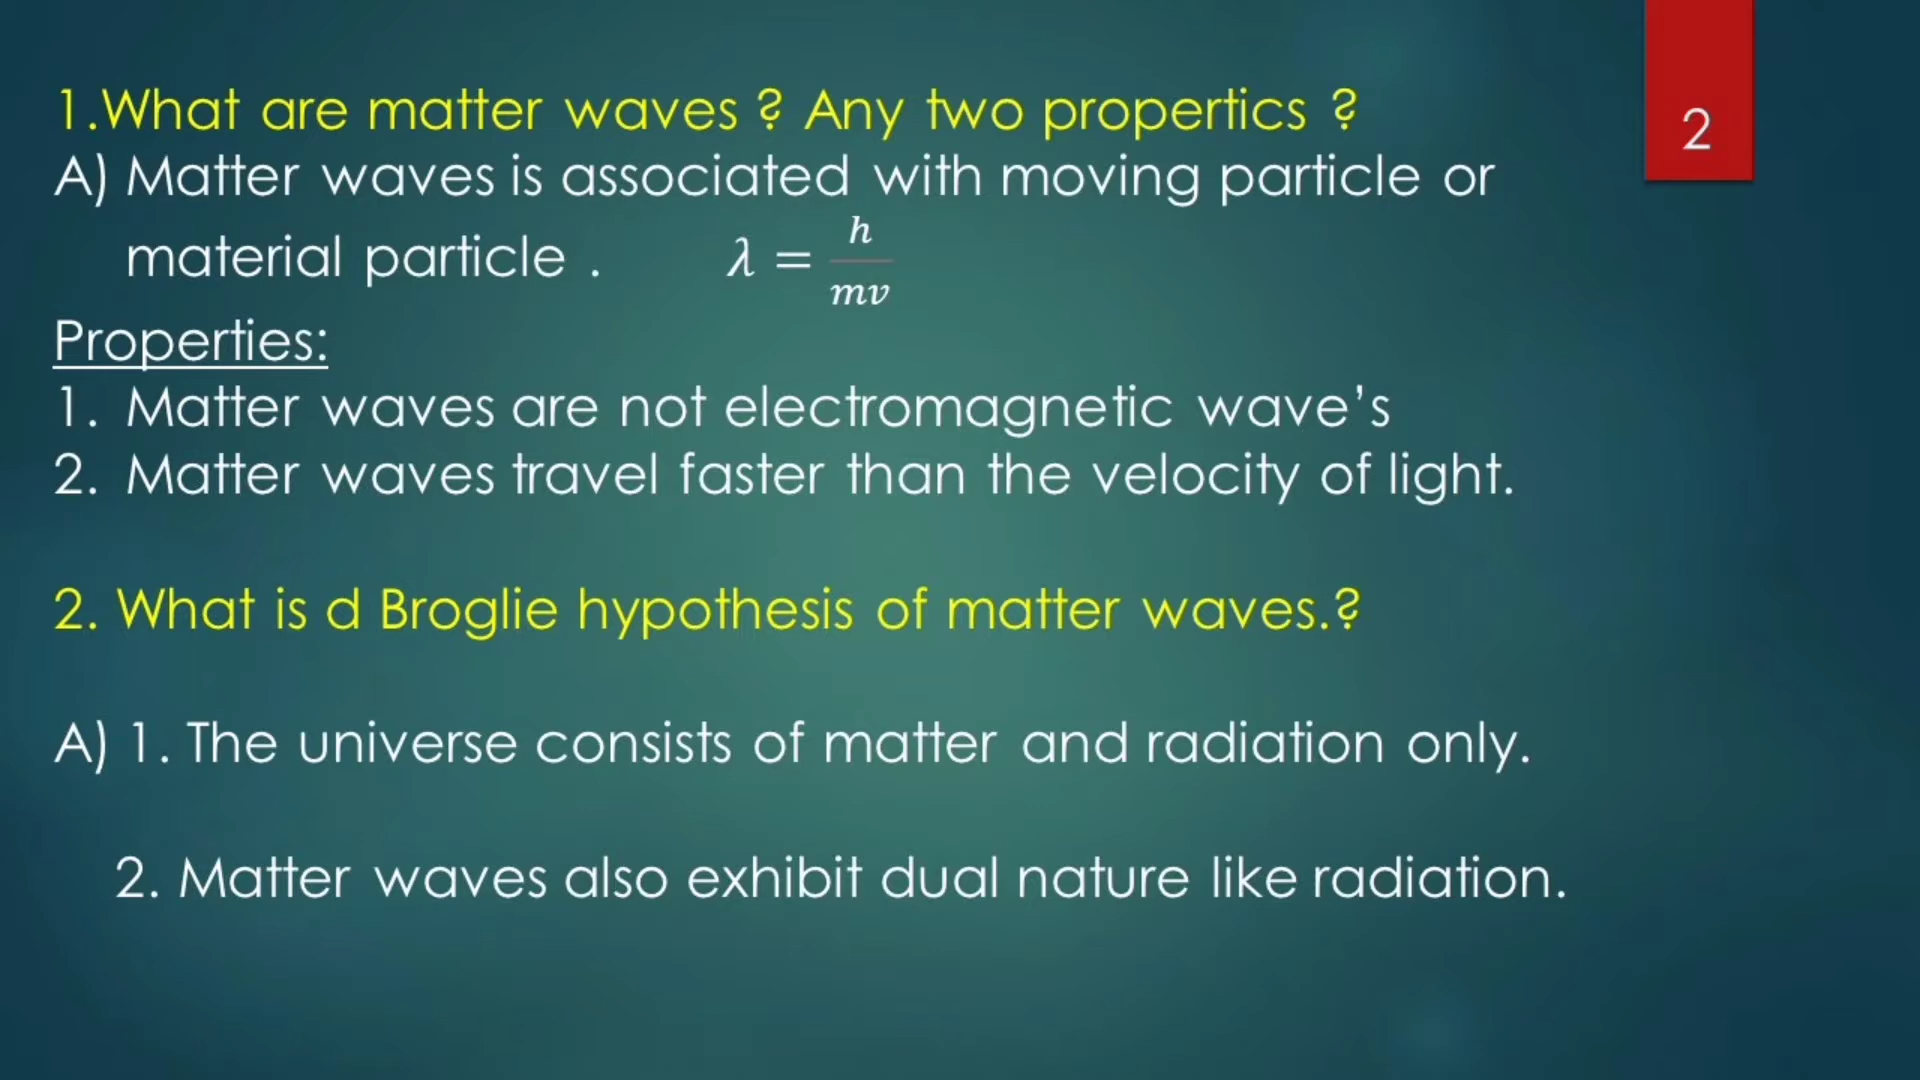 2
1.What are matter waves ? Any two propertics ?
A) Matter waves is associated with moving particle or
material particle . λ = h/mv
Properties:
1. Matter waves are not electromagnetic wave’s
2. Matter waves travel faster than the velocity of light.
2. What is d Broglie hypothesis of matter waves.?
A) 1. The universe consists of matter and radiation only.
2. Matter waves also exhibit dual nature like radiation.